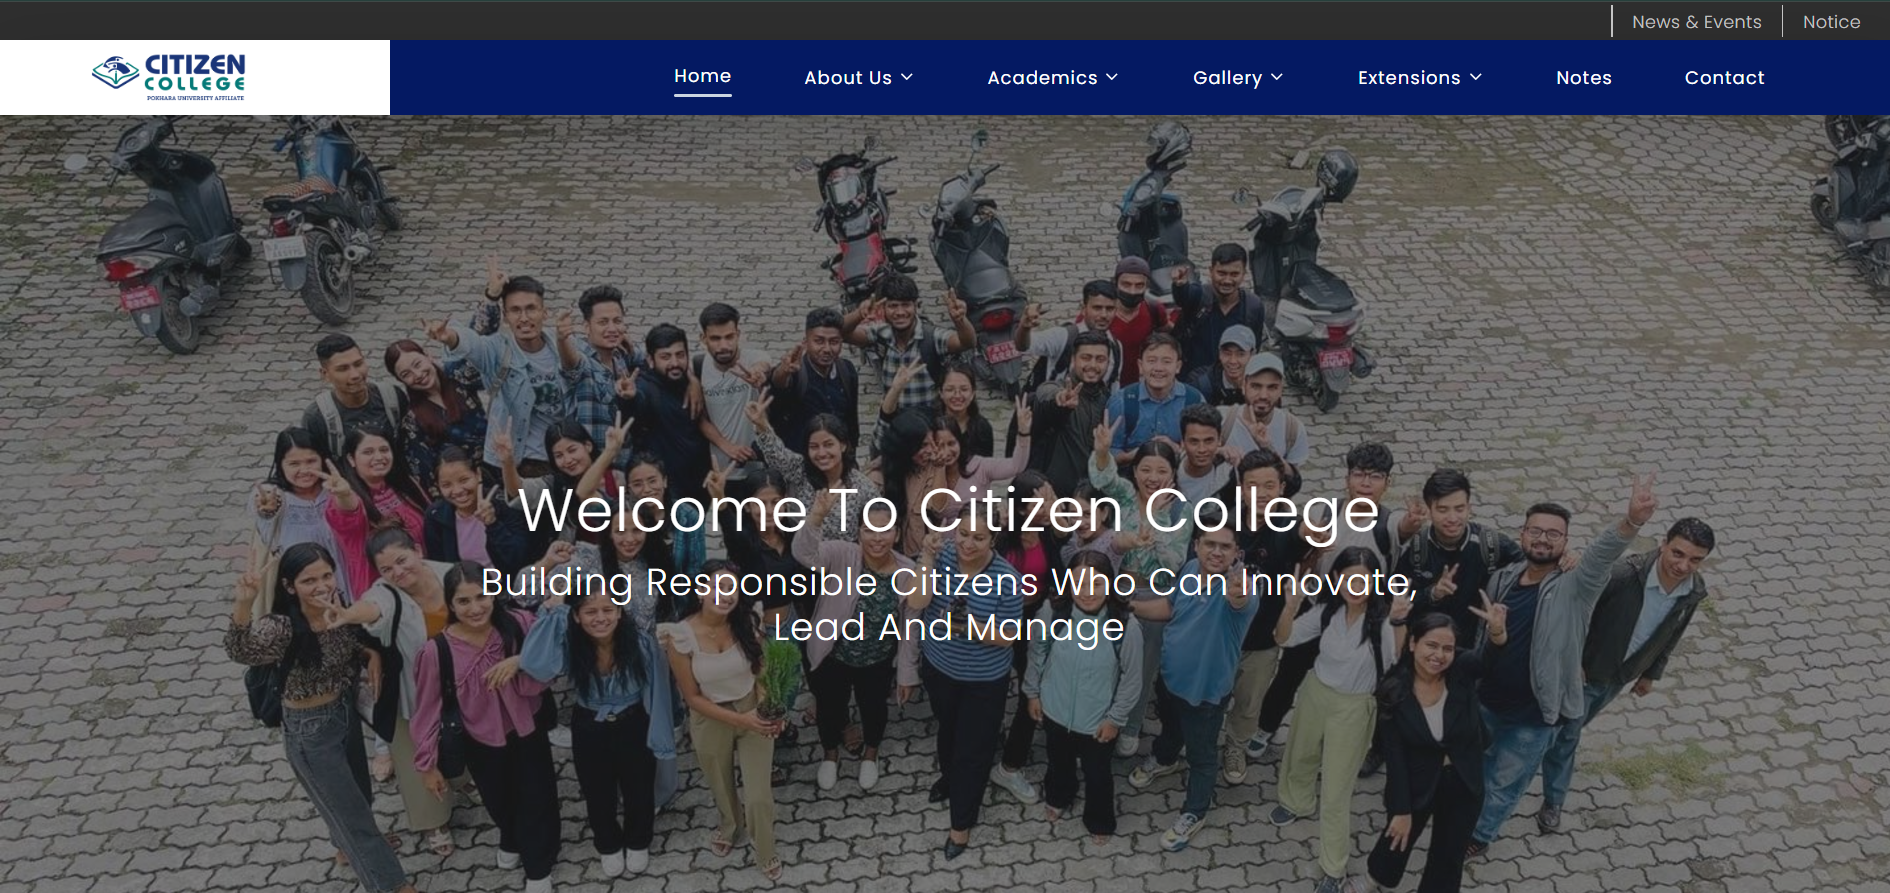 News & Events
Notice
CITIZEN
COLLEGE
POKHARA UNIVERSITY AFFILIATE
Home
About Us
Academics
Gallery
Extensions
Notes
Contact
Welcome To Citizen College
Building Responsible Citizens Who Can Innovate,
Lead And Manage